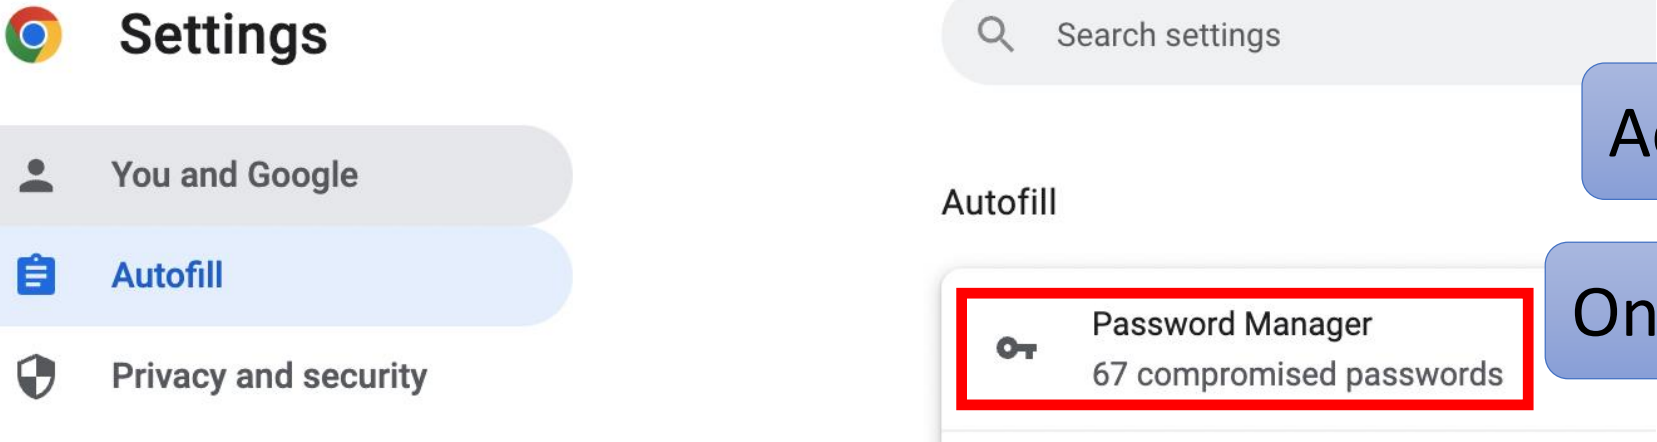 Settings
Search settings
You and Google
Autofill
Privacy and security
Autofill
Password Manager
67 compromised passwords